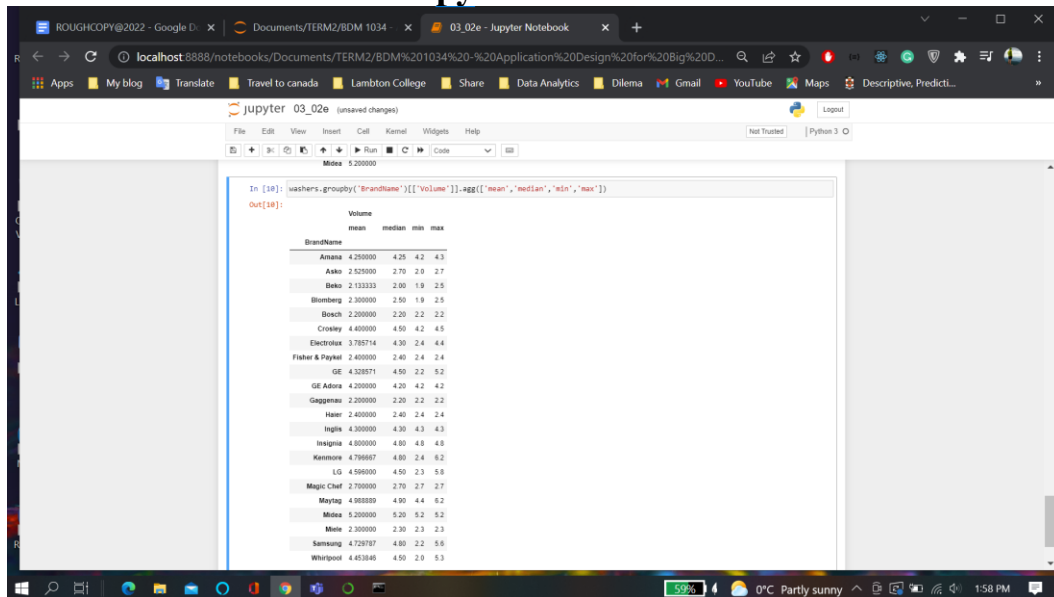 py
ROUGHCOPY@2022 - Google Do
Documents/TERM2/BDM 1034 -
03_02e - Jupyter Notebook
localhost:8888/notebooks/Documents/TERM2/BDM%201034%20-%20Application%20Design%20for%20Big%20D...
Apps My blog Translate Travel to canada Lambton College Share Data Analytics Dilema Gmail YouTube Maps Descriptive, Predicti... »
jupyter 03_02e (unsaved changes) Logout
File Edit View Insert Cell Kernel Widgets Help Not Trusted Python 3
Run Code
Midea 5.200000
In [10]: washers.groupby('BrandName')[['Volume']].agg(['mean','median','min','max'])
Out[10]:
Volume
mean median min max
BrandName
Amana 4.250000 4.25 4.2 4.3
Asko 2.525000 2.70 2.0 2.7
Beko 2.133333 2.00 1.9 2.5
Blomberg 2.300000 2.50 1.9 2.5
Bosch 2.200000 2.20 2.2 2.2
Crosley 4.400000 4.50 4.2 4.5
Electrolux 3.785714 4.30 2.4 4.4
Fisher & Paykel 2.400000 2.40 2.4 2.4
GE 4.328571 4.50 2.2 5.2
GE Adora 4.200000 4.20 4.2 4.2
Gaggenau 2.200000 2.20 2.2 2.2
Haier 2.400000 2.40 2.4 2.4
Inglis 4.300000 4.30 4.3 4.3
Insignia 4.800000 4.80 4.8 4.8
Kenmore 4.796667 4.80 2.4 6.2
LG 4.596000 4.50 2.3 5.8
Magic Chef 2.700000 2.70 2.7 2.7
Maytag 4.988889 4.90 4.4 6.2
Midea 5.200000 5.20 5.2 5.2
Miele 2.300000 2.30 2.3 2.3
Samsung 4.729787 4.80 2.2 5.6
Whirlpool 4.453846 4.50 2.0 5.3
59% 0°C Partly sunny 1:58 PM